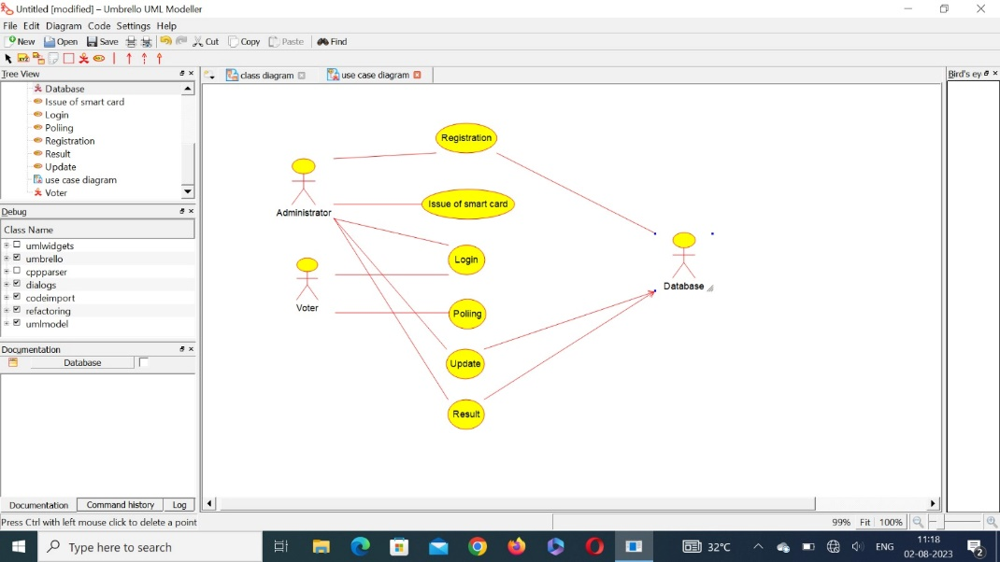 Untitled [modified] – Umbrello UML Modeller
File Edit Diagram Code Settings Help
New Open Save Cut Copy Paste Find
Tree View
class diagram
use case diagram
Bird's ey
Database
Issue of smart card
Login
Poliing
Registration
Result
Update
use case diagram
Voter
Debug
Class Name
umlwidgets
umbrello
cppparser
dialogs
codeimport
refactoring
umlmodel
Documentation
Database
Registration
Administrator
Issue of smart card
Login
Voter
Poliing
Update
Result
Database
Documentation Command history Log
Press Ctrl with left mouse click to delete a point
99% Fit 100%
Type here to search
32°C
ENG
11:18
02-08-2023
2